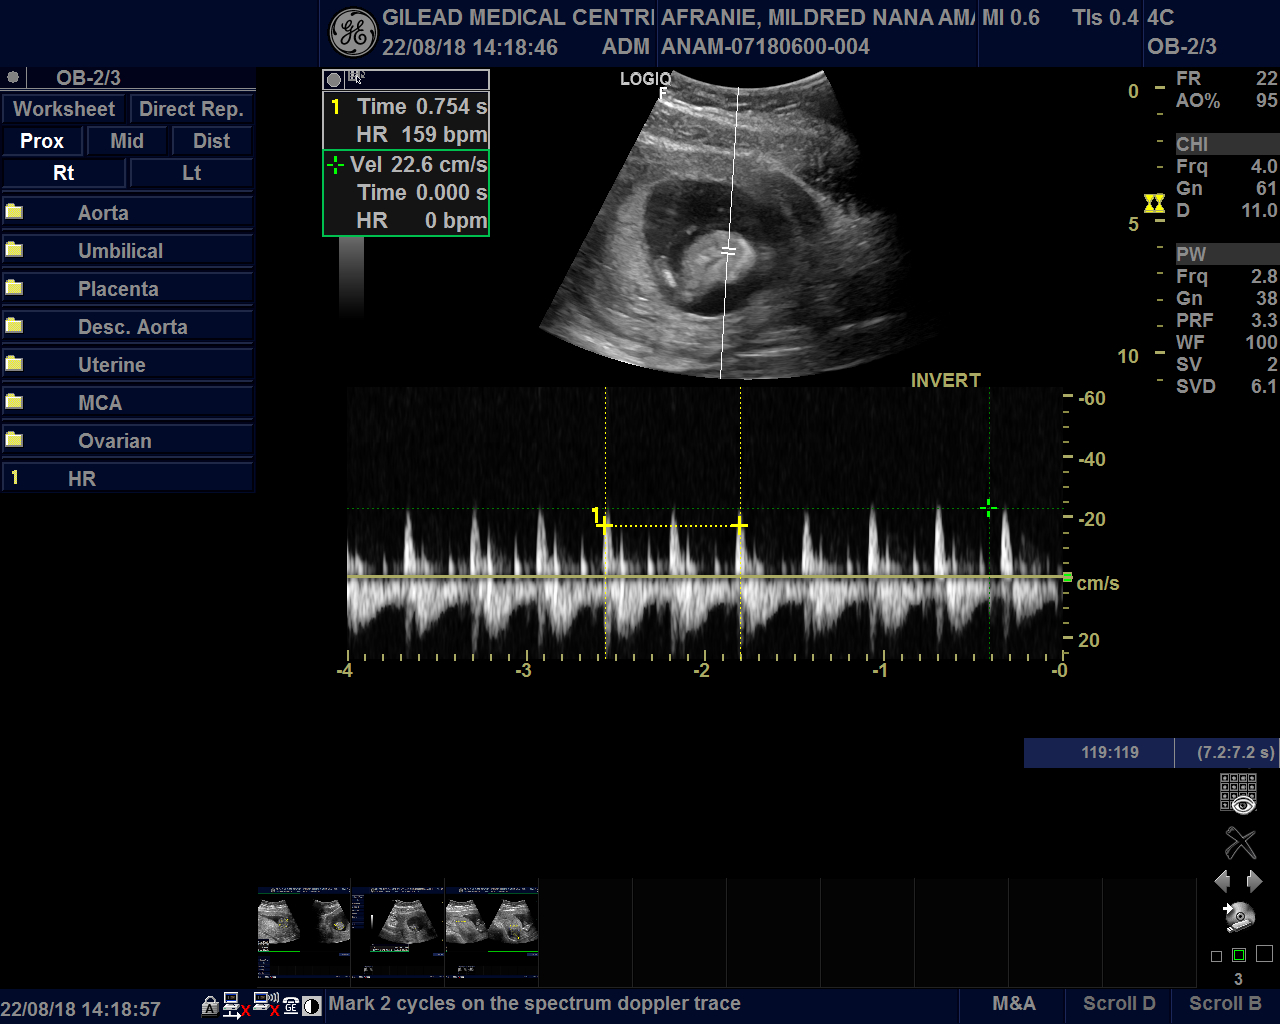 GILEAD MEDICAL CENTRE AFRANIE, MILDRED NANA AMA MI 0.6 TIs 0.4 4C
22/08/18 14:18:46 ADM ANAM-07180600-004 OB-2/3
OB-2/3
Worksheet Direct Rep.
Prox Mid Dist
Rt Lt
Aorta
Umbilical
Placenta
Desc. Aorta
Uterine
MCA
Ovarian
1 HR
1 Time 0.754 s
HR 159 bpm
Vel 22.6 cm/s
Time 0.000 s
HR 0 bpm
LOGIQ
F
0
5
10
FR 22
AO% 95
CHI
Frq 4.0
Gn 61
D 11.0
PW
Frq 2.8
Gn 38
PRF 3.3
WF 100
SV 2
SVD 6.1
INVERT
-60
-40
-20
cm/s
20
1
-4 -3 -2 -1 -0
119:119 (7.2:7.2 s)
3
22/08/18 14:18:57 Mark 2 cycles on the spectrum doppler trace M&A Scroll D Scroll B